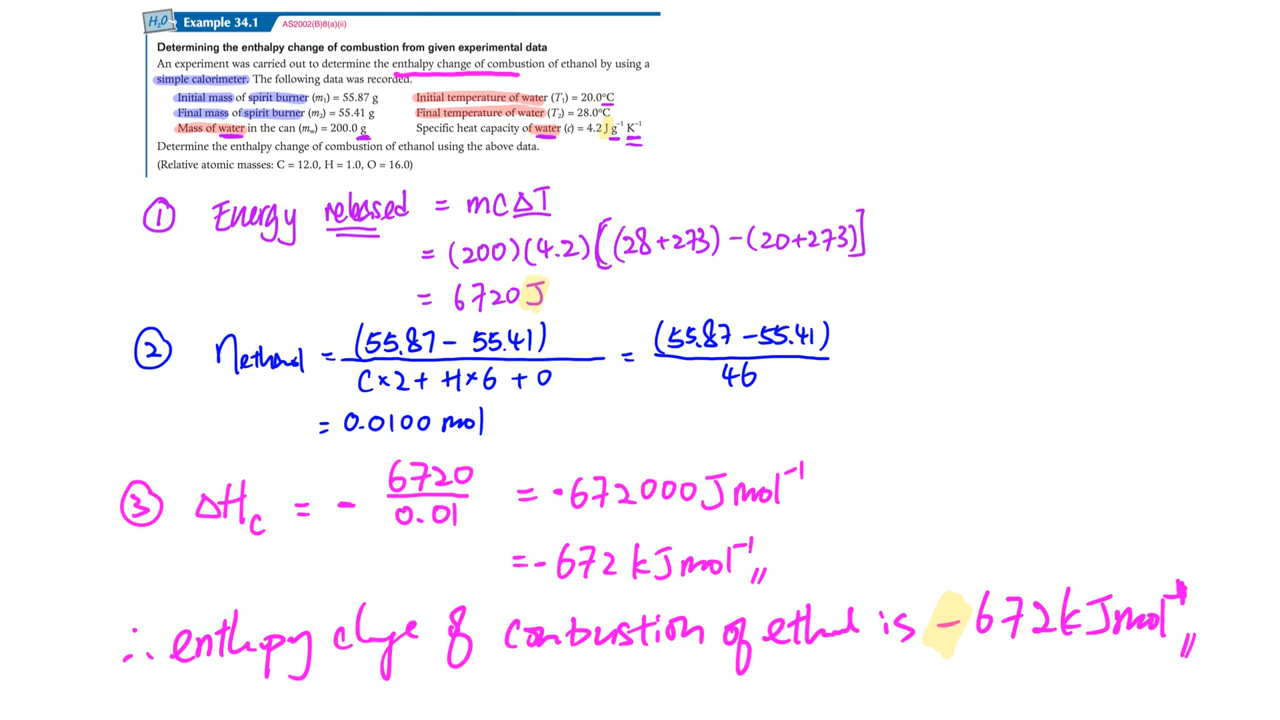 H₂O Example 34.1 AS2002(B)8(a)(ii)
Determining the enthalpy change of combustion from given experimental data
An experiment was carried out to determine the enthalpy change of combustion of ethanol by using a
simple calorimeter. The following data was recorded.
Initial mass of spirit burner (m₁) = 55.87 g Initial temperature of water (T₁) = 20.0°C
Final mass of spirit burner (m₂) = 55.41 g Final temperature of water (T₂) = 28.0°C
Mass of water in the can (mw) = 200.0 g Specific heat capacity of water (c) = 4.2 J g⁻¹ K⁻¹
Determine the enthalpy change of combustion of ethanol using the above data.
(Relative atomic masses: C = 12.0, H = 1.0, O = 16.0)
① Energy released = mcΔT
= (200)(4.2)[(28+273)-(20+273)]
= 6720 J
② nethanol = (55.87 - 55.41) / C×2 + H×6 + O = (55.87 - 55.41) / 46
= 0.0100 mol
③ ΔHc = - 6720 / 0.01 = -672000 J mol⁻¹
= -672 kJ mol⁻¹ //
∴ enthapy change of combustion of ethanol is -672 kJ mol⁻¹ //